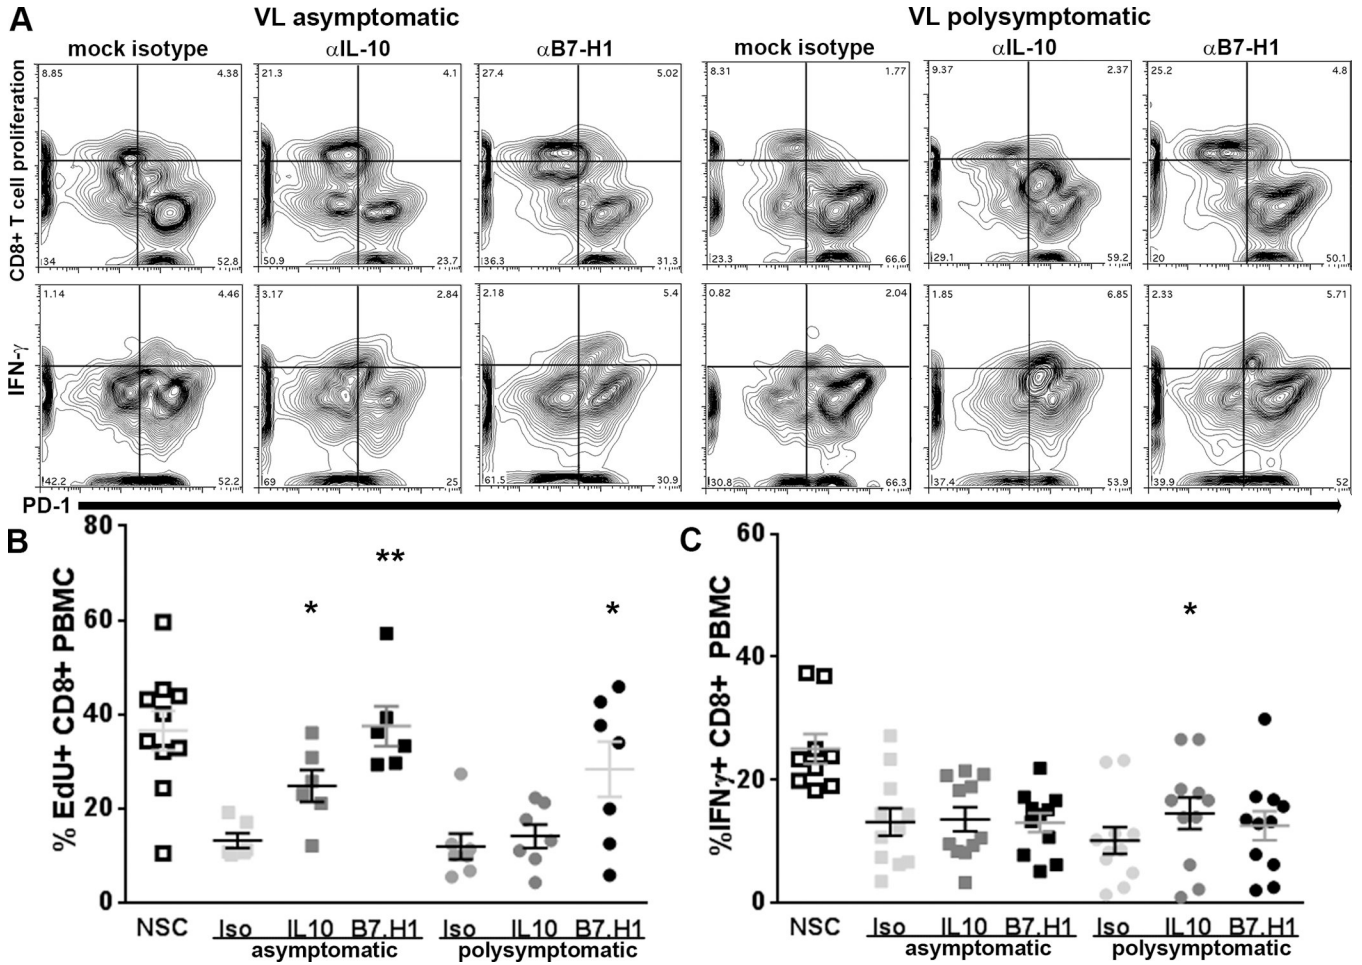 A
VL asymptomatic
VL polysymptomatic
mock isotype
αIL-10
αB7-H1
mock isotype
αIL-10
αB7-H1
CD8+ T cell proliferation
8.85 4.38
34 52.8
21.3 4.1
50.9 23.7
27.4 5.02
36.3 31.3
8.31 1.77
23.3 66.6
9.37 2.37
29.1 59.2
25.2 4.8
20 50.1
IFN-γ
1.14 4.46
42.2 52.2
3.17 2.84
69 25
2.18 5.4
61.5 30.9
0.82 2.04
30.8 66.3
1.85 6.85
37.4 53.9
2.33 5.71
39.9 52
PD-1
B
% EdU+ CD8+ PBMC
80
60
40
20
0
*
**
*
NSC Iso IL10 B7.H1 Iso IL10 B7.H1
asymptomatic polysymptomatic
C
%IFNγ+ CD8+ PBMC
60
40
20
0
*
NSC Iso IL10 B7.H1 Iso IL10 B7.H1
asymptomatic polysymptomatic